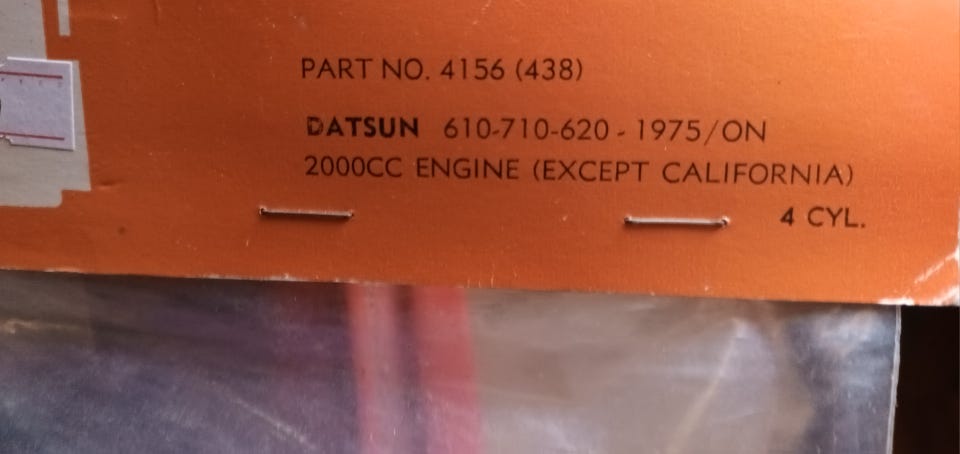 PART NO. 4156 (438)
DATSUN 610-710-620 - 1975/ON
2000CC ENGINE (EXCEPT CALIFORNIA)
4 CYL.